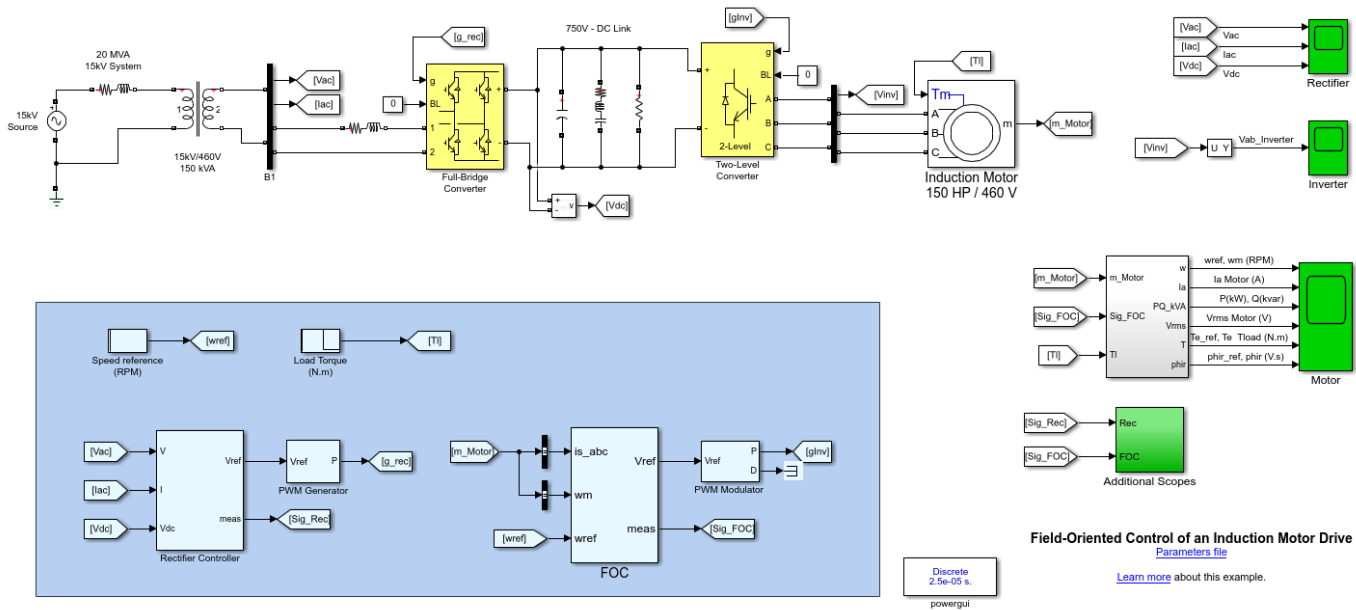 20 MVA
15kV System
15kV
Source
1
2
15kV/460V
150 kVA
B1
[Vac]
[Iac]
[g_rec]
0
g
BL
1
2
+
-
Full-Bridge
Converter
750V - DC Link
+
-
v
[Vdc]
[gInv]
g
BL
0
+
-
A
B
C
2-Level
Two-Level
Converter
[Vinv]
[Tl]
Tm
A
B
C
m
[m_Motor]
Induction Motor
150 HP / 460 V
[Vac]
Vac
[Iac]
Iac
[Vdc]
Vdc
Rectifier
[Vinv]
U Y
Vab_Inverter
Inverter
[m_Motor]
[Sig_FOC]
[Tl]
m_Motor
Sig_FOC
Tl
w
Ia
PQ_kVA
Vrms
T
phir
wref, wm (RPM)
Ia Motor (A)
P(kW), Q(kvar)
Vrms Motor (V)
Te_ref, Te Tload (N.m)
phir_ref, phir (V.s)
Motor
[Sig_Rec]
[Sig_FOC]
Rec
FOC
Additional Scopes
Speed reference
(RPM)
[wref]
Load Torque
(N.m)
[Tl]
[Vac]
[Iac]
[Vdc]
V
I
Vdc
Vref
meas
Rectifier Controller
Vref
P
PWM Generator
[g_rec]
[Sig_Rec]
[m_Motor]
[wref]
is_abc
wm
wref
Vref
meas
FOC
Vref
P
D
PWM Modulator
[gInv]
[Sig_FOC]
Discrete
2.5e-05 s.
powergui
Field-Oriented Control of an Induction Motor Drive
Parameters file
Learn more about this example.